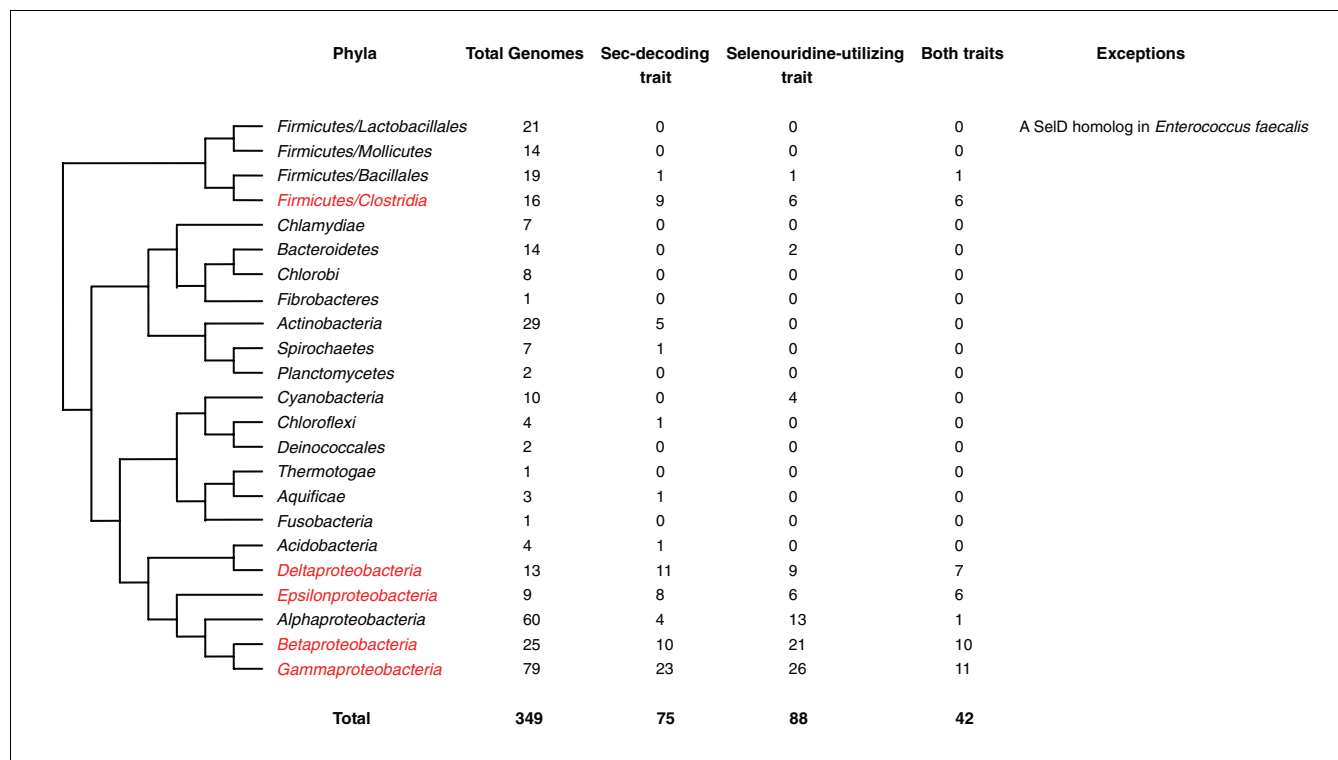 Phyla Total Genomes Sec-decoding trait Selenouridine-utilizing trait Both traits Exceptions
Firmicutes/Lactobacillales 21 0 0 0 A SelD homolog in Enterococcus faecalis
Firmicutes/Mollicutes 14 0 0 0
Firmicutes/Bacillales 19 1 1 1
Firmicutes/Clostridia 16 9 6 6
Chlamydiae 7 0 0 0
Bacteroidetes 14 0 2 0
Chlorobi 8 0 0 0
Fibrobacteres 1 0 0 0
Actinobacteria 29 5 0 0
Spirochaetes 7 1 0 0
Planctomycetes 2 0 0 0
Cyanobacteria 10 0 4 0
Chloroflexi 4 1 0 0
Deinococcales 2 0 0 0
Thermotogae 1 0 0 0
Aquificae 3 1 0 0
Fusobacteria 1 0 0 0
Acidobacteria 4 1 0 0
Deltaproteobacteria 13 11 9 7
Epsilonproteobacteria 9 8 6 6
Alphaproteobacteria 60 4 13 1
Betaproteobacteria 25 10 21 10
Gammaproteobacteria 79 23 26 11
Total 349 75 88 42